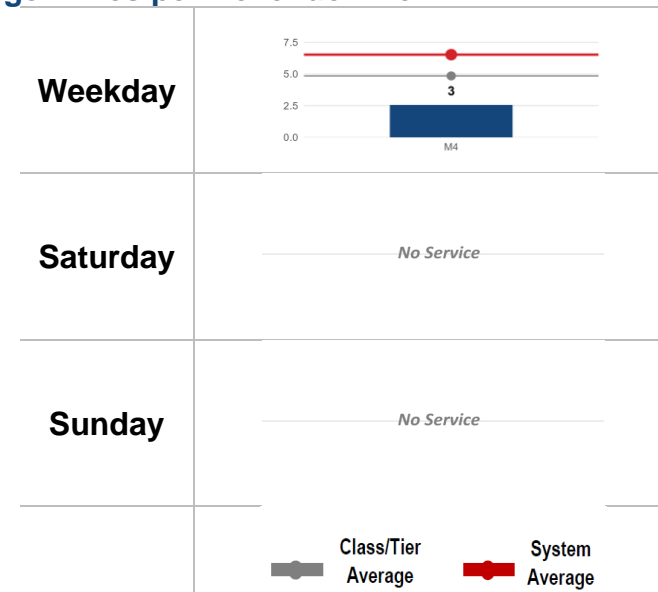 Weekday
7.5
5.0
3
2.5
0.0
M4
Saturday
No Service
Sunday
No Service
Class/Tier
Average
System
Average